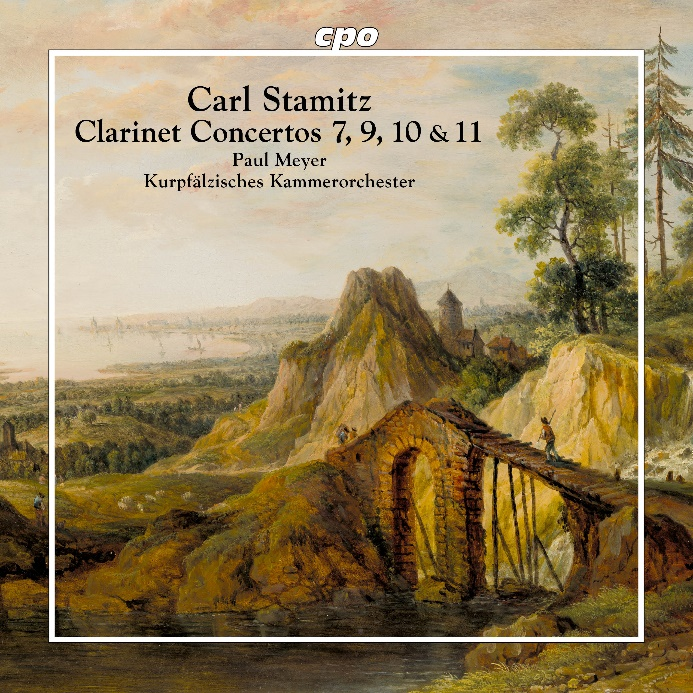 cpo
Carl Stamitz
Clarinet Concertos 7, 9, 10 & 11
Paul Meyer
Kurpfälzisches Kammerorchester